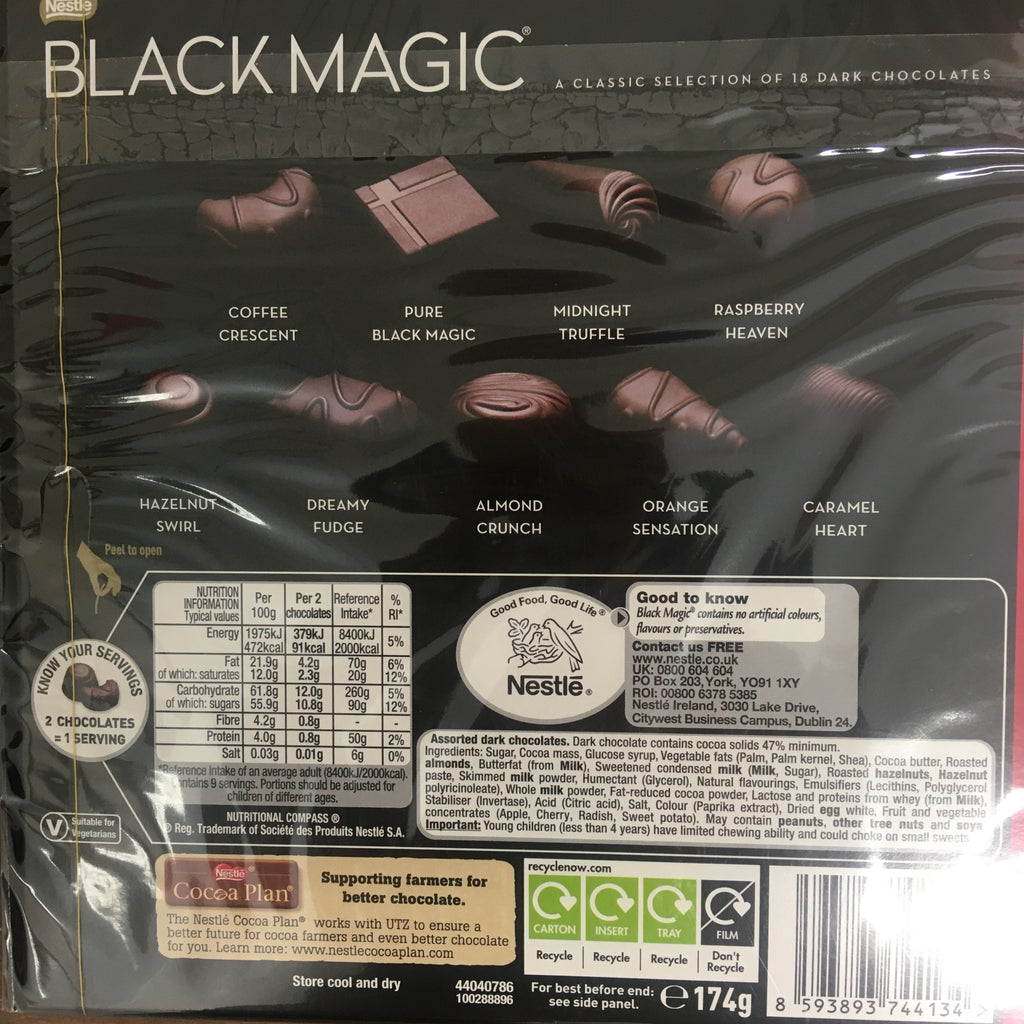 Nestlē
BLACK MAGIC®
A CLASSIC SELECTION OF 18 DARK CHOCOLATES
COFFEE
CRESCENT
PURE
BLACK MAGIC
MIDNIGHT
TRUFFLE
RASPBERRY
HEAVEN
HAZELNUT
SWIRL
DREAMY
FUDGE
ALMOND
CRUNCH
ORANGE
SENSATION
CARAMEL
HEART
Peel to open
KNOW YOUR SERVINGS
2 CHOCOLATES
= 1 SERVING
NUTRITION INFORMATION Typical values | Per 100g | Per 2 chocolates | Reference Intake* | % RI*
Energy 1975kJ 379kJ 8400kJ 5%
472kcal 91kcal 2000kcal
Fat 21.9g 4.2g 70g 6%
of which: saturates 12.0g 2.3g 20g 12%
Carbohydrate 61.8g 12.0g 260g 5%
of which: sugars 55.9g 10.8g 90g 12%
Fibre 4.2g 0.8g - -
Protein 4.0g 0.8g 50g 2%
Salt 0.03g 0.01g 6g 0%
*Reference Intake of an average adult (8400kJ/2000kcal).
Contains 9 servings. Portions should be adjusted for
children of different ages.
NUTRITIONAL COMPASS ®
® Reg. Trademark of Société des Produits Nestlé S.A.
V Suitable for
Vegetarians
Good Food, Good Life®
Nestlē®
Good to know
Black Magic® contains no artificial colours,
flavours or preservatives.
Contact us FREE
www.nestle.co.uk
UK: 0800 604 604
PO Box 203, York, YO91 1XY
ROI: 00800 6378 5385
Nestlé Ireland, 3030 Lake Drive,
Citywest Business Campus, Dublin 24.
Assorted dark chocolates. Dark chocolate contains cocoa solids 47% minimum.
Ingredients: Sugar, Cocoa mass, Glucose syrup, Vegetable fats (Palm, Palm kernel, Shea), Cocoa butter, Roasted
almonds, Butterfat (from Milk), Sweetened condensed milk (Milk, Sugar), Roasted hazelnuts, Hazelnut
paste, Skimmed milk powder, Humectant (Glycerol), Natural flavourings, Emulsifiers (Lecithins, Polyglycerol
polyricinoleate), Whole milk powder, Fat-reduced cocoa powder, Lactose and proteins from whey (from Milk),
Stabiliser (Invertase), Acid (Citric acid), Salt, Colour (Paprika extract), Dried egg white, Fruit and vegetable
concentrates (Apple, Cherry, Radish, Sweet potato). May contain peanuts, other tree nuts and soya
Important: Young children (less than 4 years) have limited chewing ability and could choke on small sweets
Nestlē®
Cocoa Plan®
Supporting farmers for
better chocolate.
The Nestlé Cocoa Plan® works with UTZ to ensure a
better future for cocoa farmers and even better chocolate
for you. Learn more: www.nestlecocoaplan.com
Store cool and dry
44040786
100288896
recyclenow.com
CARTON INSERT TRAY FILM
Recycle Recycle Recycle Don't
Recycle
For best before end:
see side panel.
℮174g
8 593893 744134 >